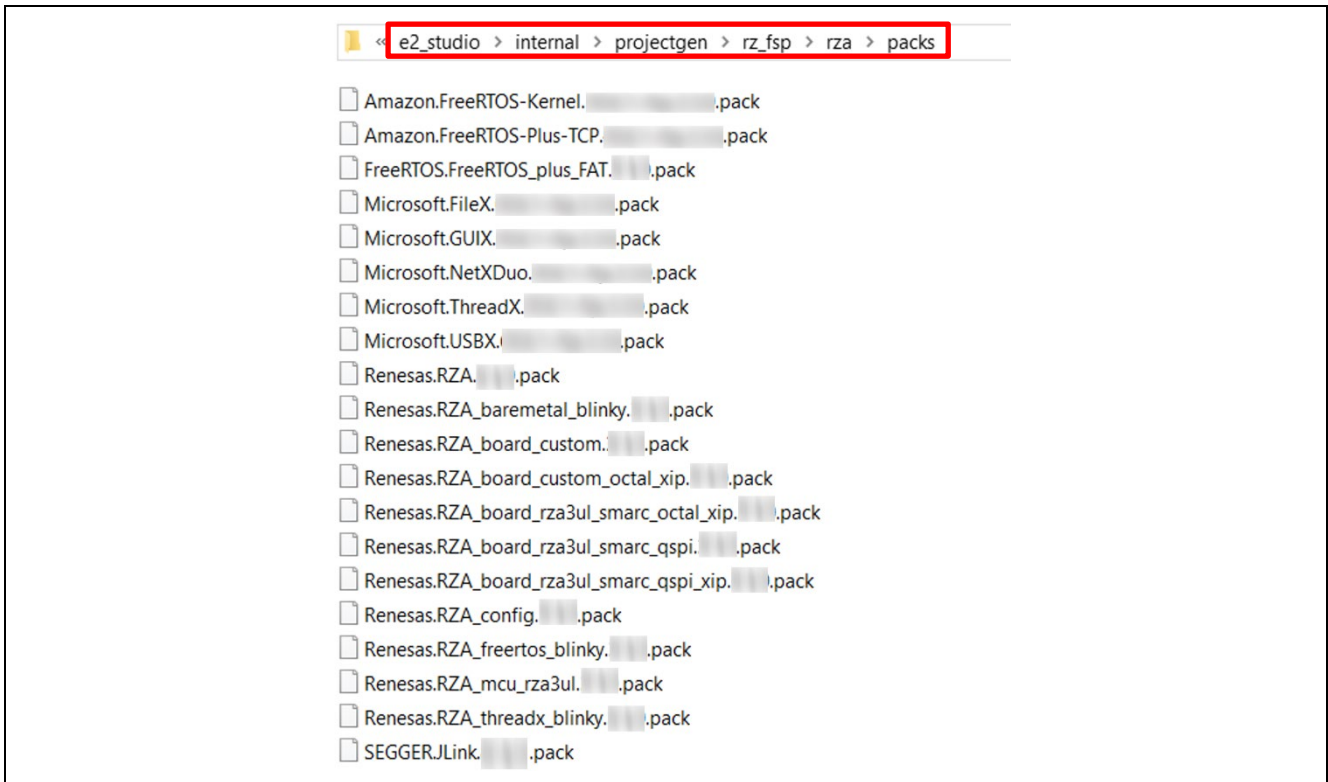 « e2_studio > internal > projectgen > rz_fsp > rza > packs
Amazon.FreeRTOS-Kernel. .pack
Amazon.FreeRTOS-Plus-TCP. .pack
FreeRTOS.FreeRTOS_plus_FAT. .pack
Microsoft.FileX. .pack
Microsoft.GUIX. .pack
Microsoft.NetXDuo. .pack
Microsoft.ThreadX. .pack
Microsoft.USBX. .pack
Renesas.RZA. .pack
Renesas.RZA_baremetal_blinky. .pack
Renesas.RZA_board_custom. .pack
Renesas.RZA_board_custom_octal_xip. .pack
Renesas.RZA_board_rza3ul_smarc_octal_xip. .pack
Renesas.RZA_board_rza3ul_smarc_qspi. .pack
Renesas.RZA_board_rza3ul_smarc_qspi_xip. .pack
Renesas.RZA_config. .pack
Renesas.RZA_freertos_blinky. .pack
Renesas.RZA_mcu_rza3ul. .pack
Renesas.RZA_threadx_blinky. .pack
SEGGER.JLink. .pack